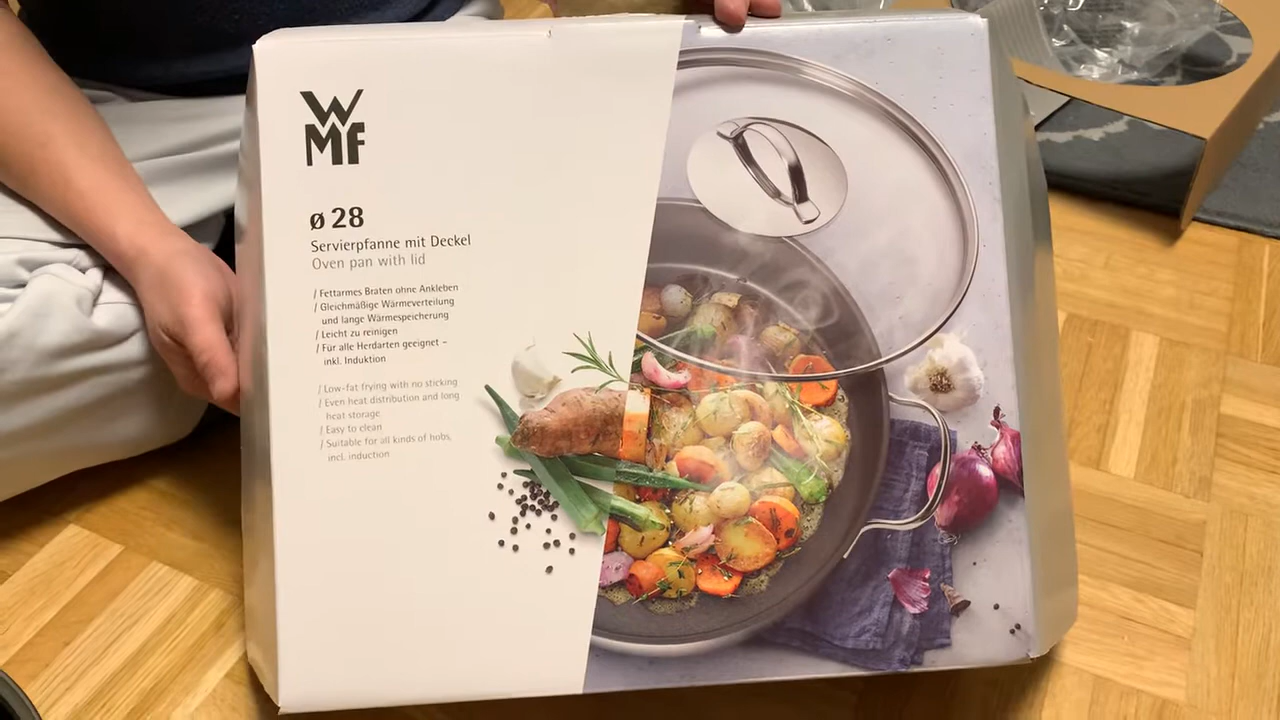 WMF
ø 28
Servierpfanne mit Deckel
Oven pan with lid
/ Fettarmes Braten ohne Ankleben
/ Gleichmäßige Wärmeverteilung
und lange Wärmespeicherung
/ Leicht zu reinigen
/ Für alle Herdarten geeignet –
inkl. Induktion
/ Low-fat frying with no sticking
/ Even heat distribution and long
heat storage
/ Easy to clean
/ Suitable for all kinds of hobs,
incl. induction